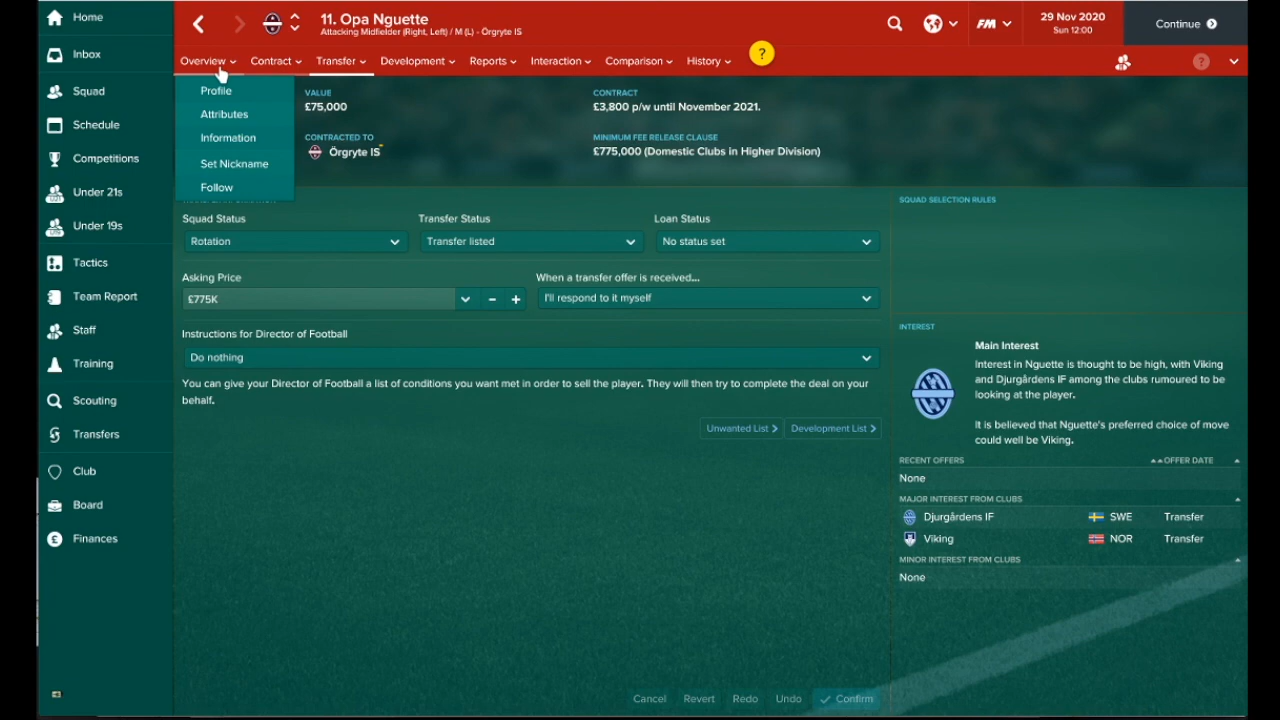 Home
Inbox
Squad
Schedule
Competitions
Under 21s
Under 19s
Tactics
Team Report
Staff
Training
Scouting
Transfers
Club
Board
Finances
11. Opa Nguette
Attacking Midfielder (Right, Left) / M (L) - Örgryte IS
FM
29 Nov 2020
Sun 12:00
Continue
Overview Contract Transfer Development Reports Interaction Comparison History ?
?
Profile
Attributes
Information
Set Nickname
Follow
VALUE
£75,000
CONTRACTED TO
Örgryte IS
CONTRACT
£3,800 p/w until November 2021.
MINIMUM FEE RELEASE CLAUSE
£775,000 (Domestic Clubs in Higher Division)
Squad Status Transfer Status Loan Status
Rotation Transfer listed No status set
Asking Price When a transfer offer is received...
£775K - + I'll respond to it myself
Instructions for Director of Football
Do nothing
You can give your Director of Football a list of conditions you want met in order to sell the player. They will then try to complete the deal on your
behalf.
Unwanted List > Development List >
SQUAD SELECTION RULES
INTEREST
Main Interest
Interest in Nguette is thought to be high, with Viking
and Djurgårdens IF among the clubs rumoured to be
looking at the player.
It is believed that Nguette's preferred choice of move
could well be Viking.
RECENT OFFERS OFFER DATE
None
MAJOR INTEREST FROM CLUBS
Djurgårdens IF SWE Transfer
Viking NOR Transfer
MINOR INTEREST FROM CLUBS
None
Cancel Revert Redo Undo Confirm